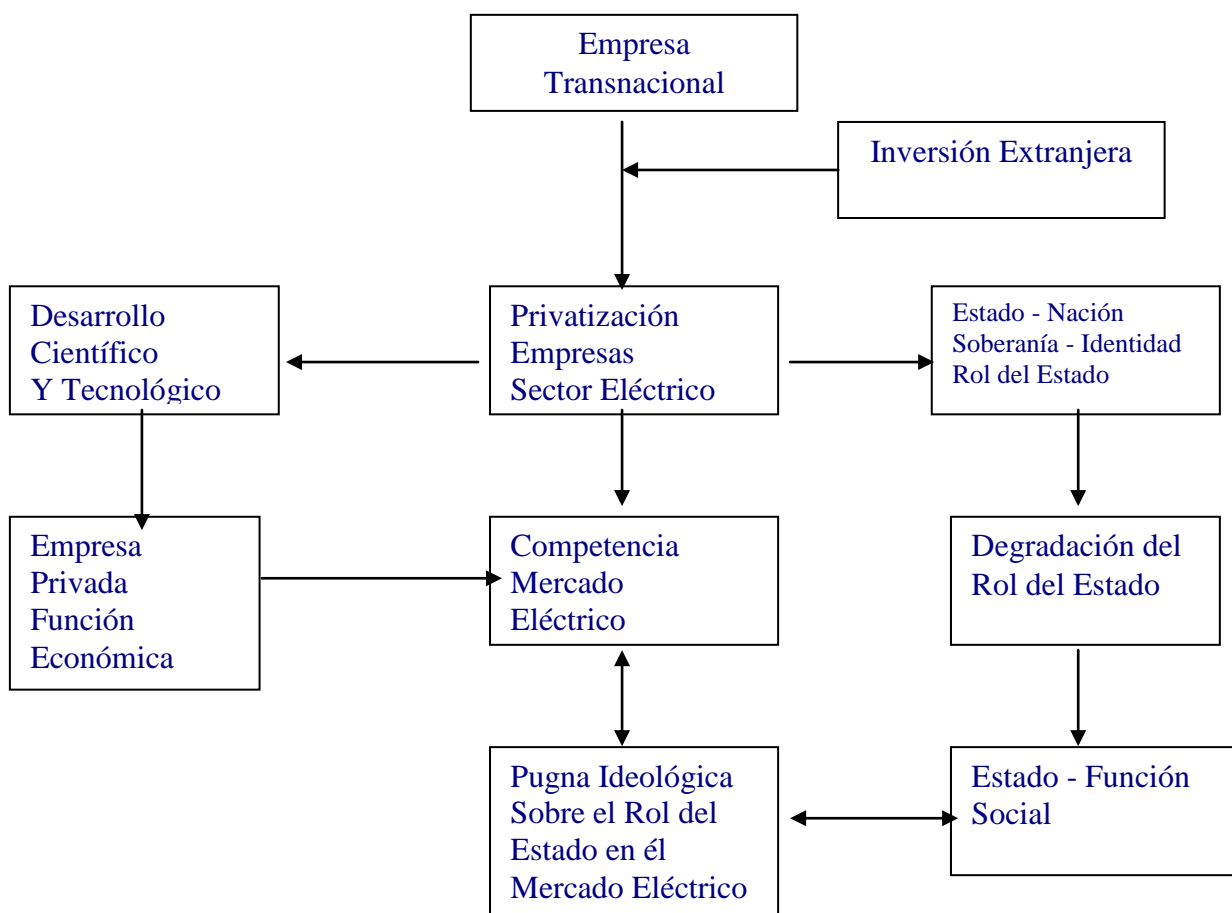 Empresa
Transnacional
Inversión Extranjera
Desarrollo
Científico
Y Tecnológico
Privatización
Empresas
Sector Eléctrico
Estado - Nación
Soberanía - Identidad
Rol del Estado
Empresa
Privada
Función
Económica
Competencia
Mercado
Eléctrico
Degradación del
Rol del Estado
Pugna Ideológica
Sobre el Rol del
Estado en él
Mercado Eléctrico
Estado - Función
Social